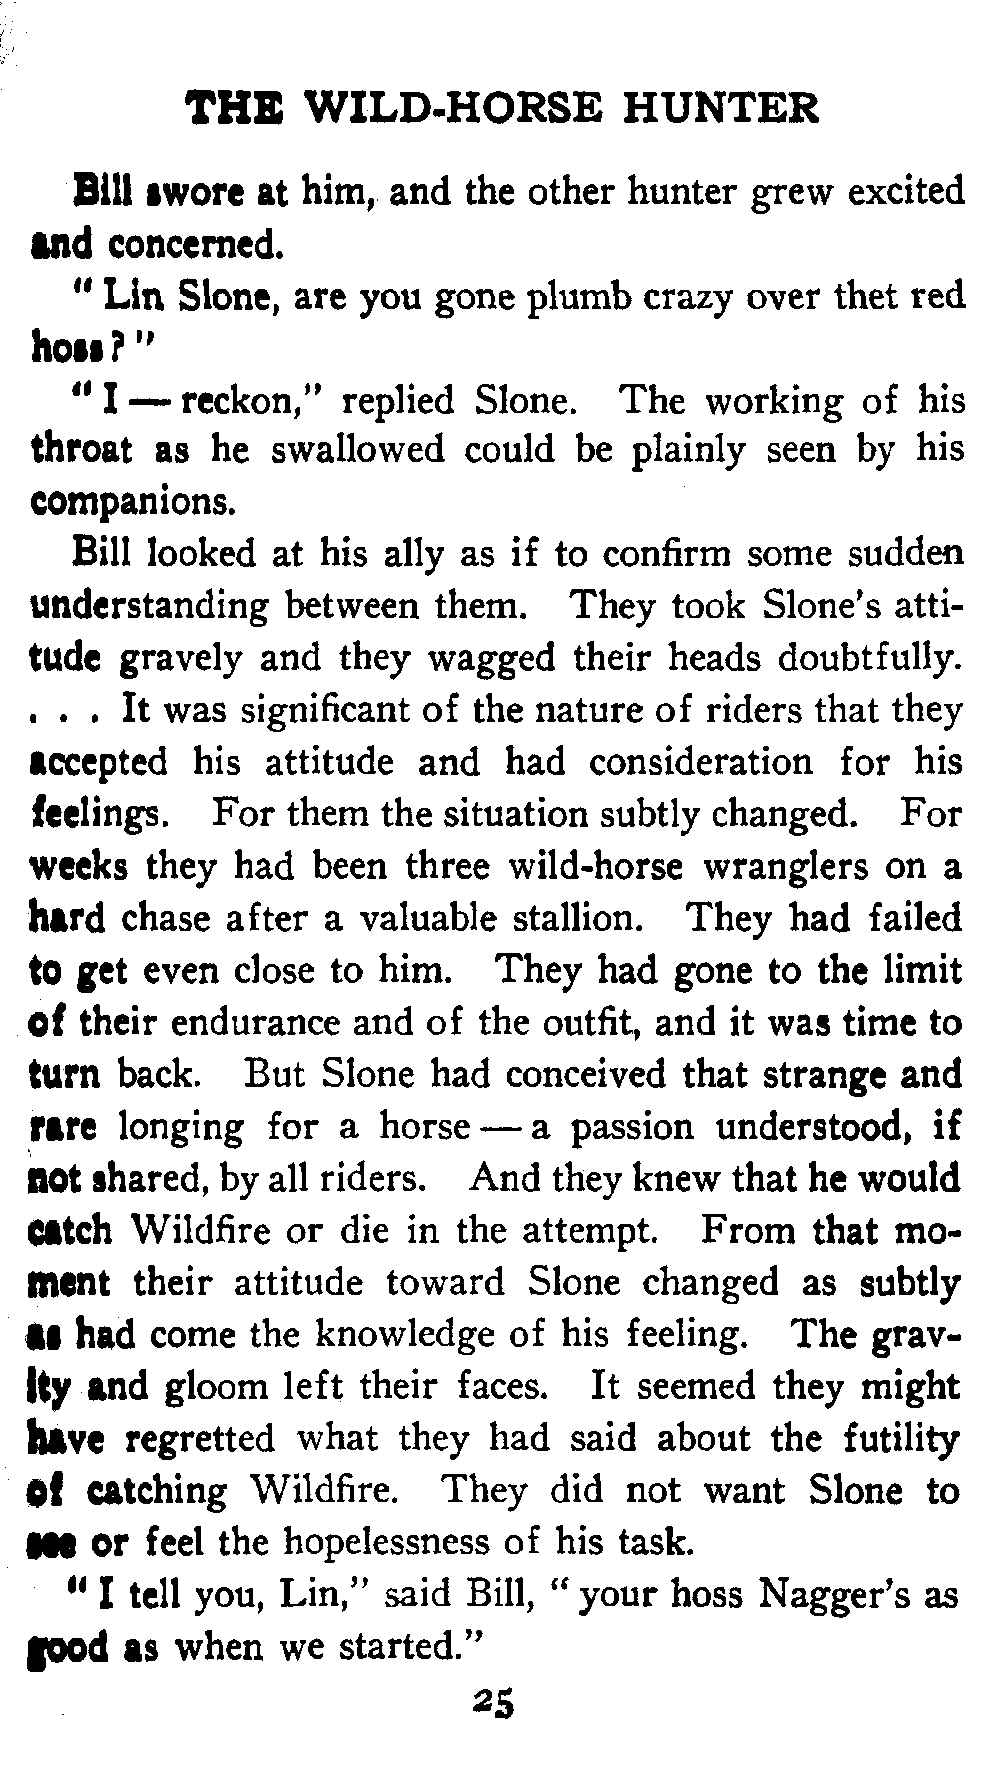 THE WILD-HORSE HUNTER
Bill swore at him, and the other hunter grew excited
and concerned.
" Lin Slone, are you gone plumb crazy over thet red
hoss? "
" I — reckon," replied Slone. The working of his
throat as he swallowed could be plainly seen by his
companions.
Bill looked at his ally as if to confirm some sudden
understanding between them. They took Slone's atti-
tude gravely and they wagged their heads doubtfully.
. . . It was significant of the nature of riders that they
accepted his attitude and had consideration for his
feelings. For them the situation subtly changed. For
weeks they had been three wild-horse wranglers on a
hard chase after a valuable stallion. They had failed
to get even close to him. They had gone to the limit
of their endurance and of the outfit, and it was time to
turn back. But Slone had conceived that strange and
rare longing for a horse — a passion understood, if
not shared, by all riders. And they knew that he would
catch Wildfire or die in the attempt. From that mo-
ment their attitude toward Slone changed as subtly
as had come the knowledge of his feeling. The grav-
ity and gloom left their faces. It seemed they might
have regretted what they had said about the futility
of catching Wildfire. They did not want Slone to
see or feel the hopelessness of his task.
" I tell you, Lin," said Bill, " your hoss Nagger's as
good as when we started."
25